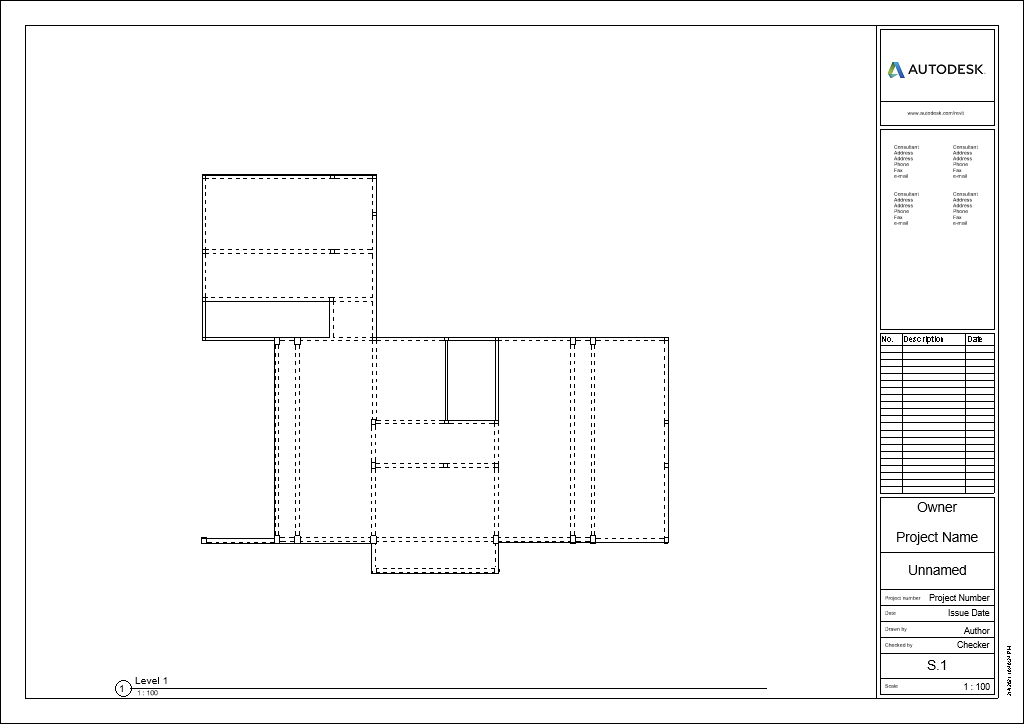 AUTODESK.
www.autodesk.com/revit
Consultant
Address
Address
Phone
Fax
e-mail
Consultant
Address
Address
Phone
Fax
e-mail
Consultant
Address
Address
Phone
Fax
e-mail
Consultant
Address
Address
Phone
Fax
e-mail
No. Description Date
Owner
Project Name
Unnamed
Project number Project Number
Date Issue Date
Drawn by Author
Checked by Checker
S.1
Scale 1 : 100
1 Level 1
1 : 100